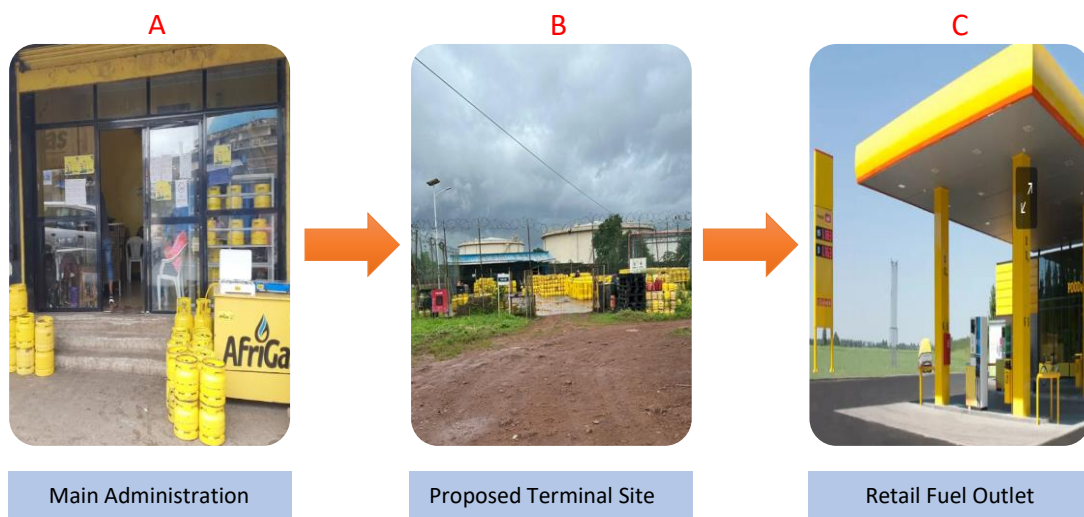 A
B
C
AfriGa
Main Administration
Proposed Terminal Site
Retail Fuel Outlet